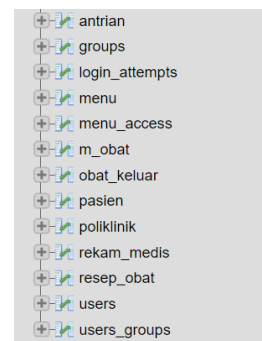 antrian
groups
login_attempts
menu
menu_access
m_obat
obat_keluar
pasien
poliklinik
rekam_medis
resep_obat
users
users_groups